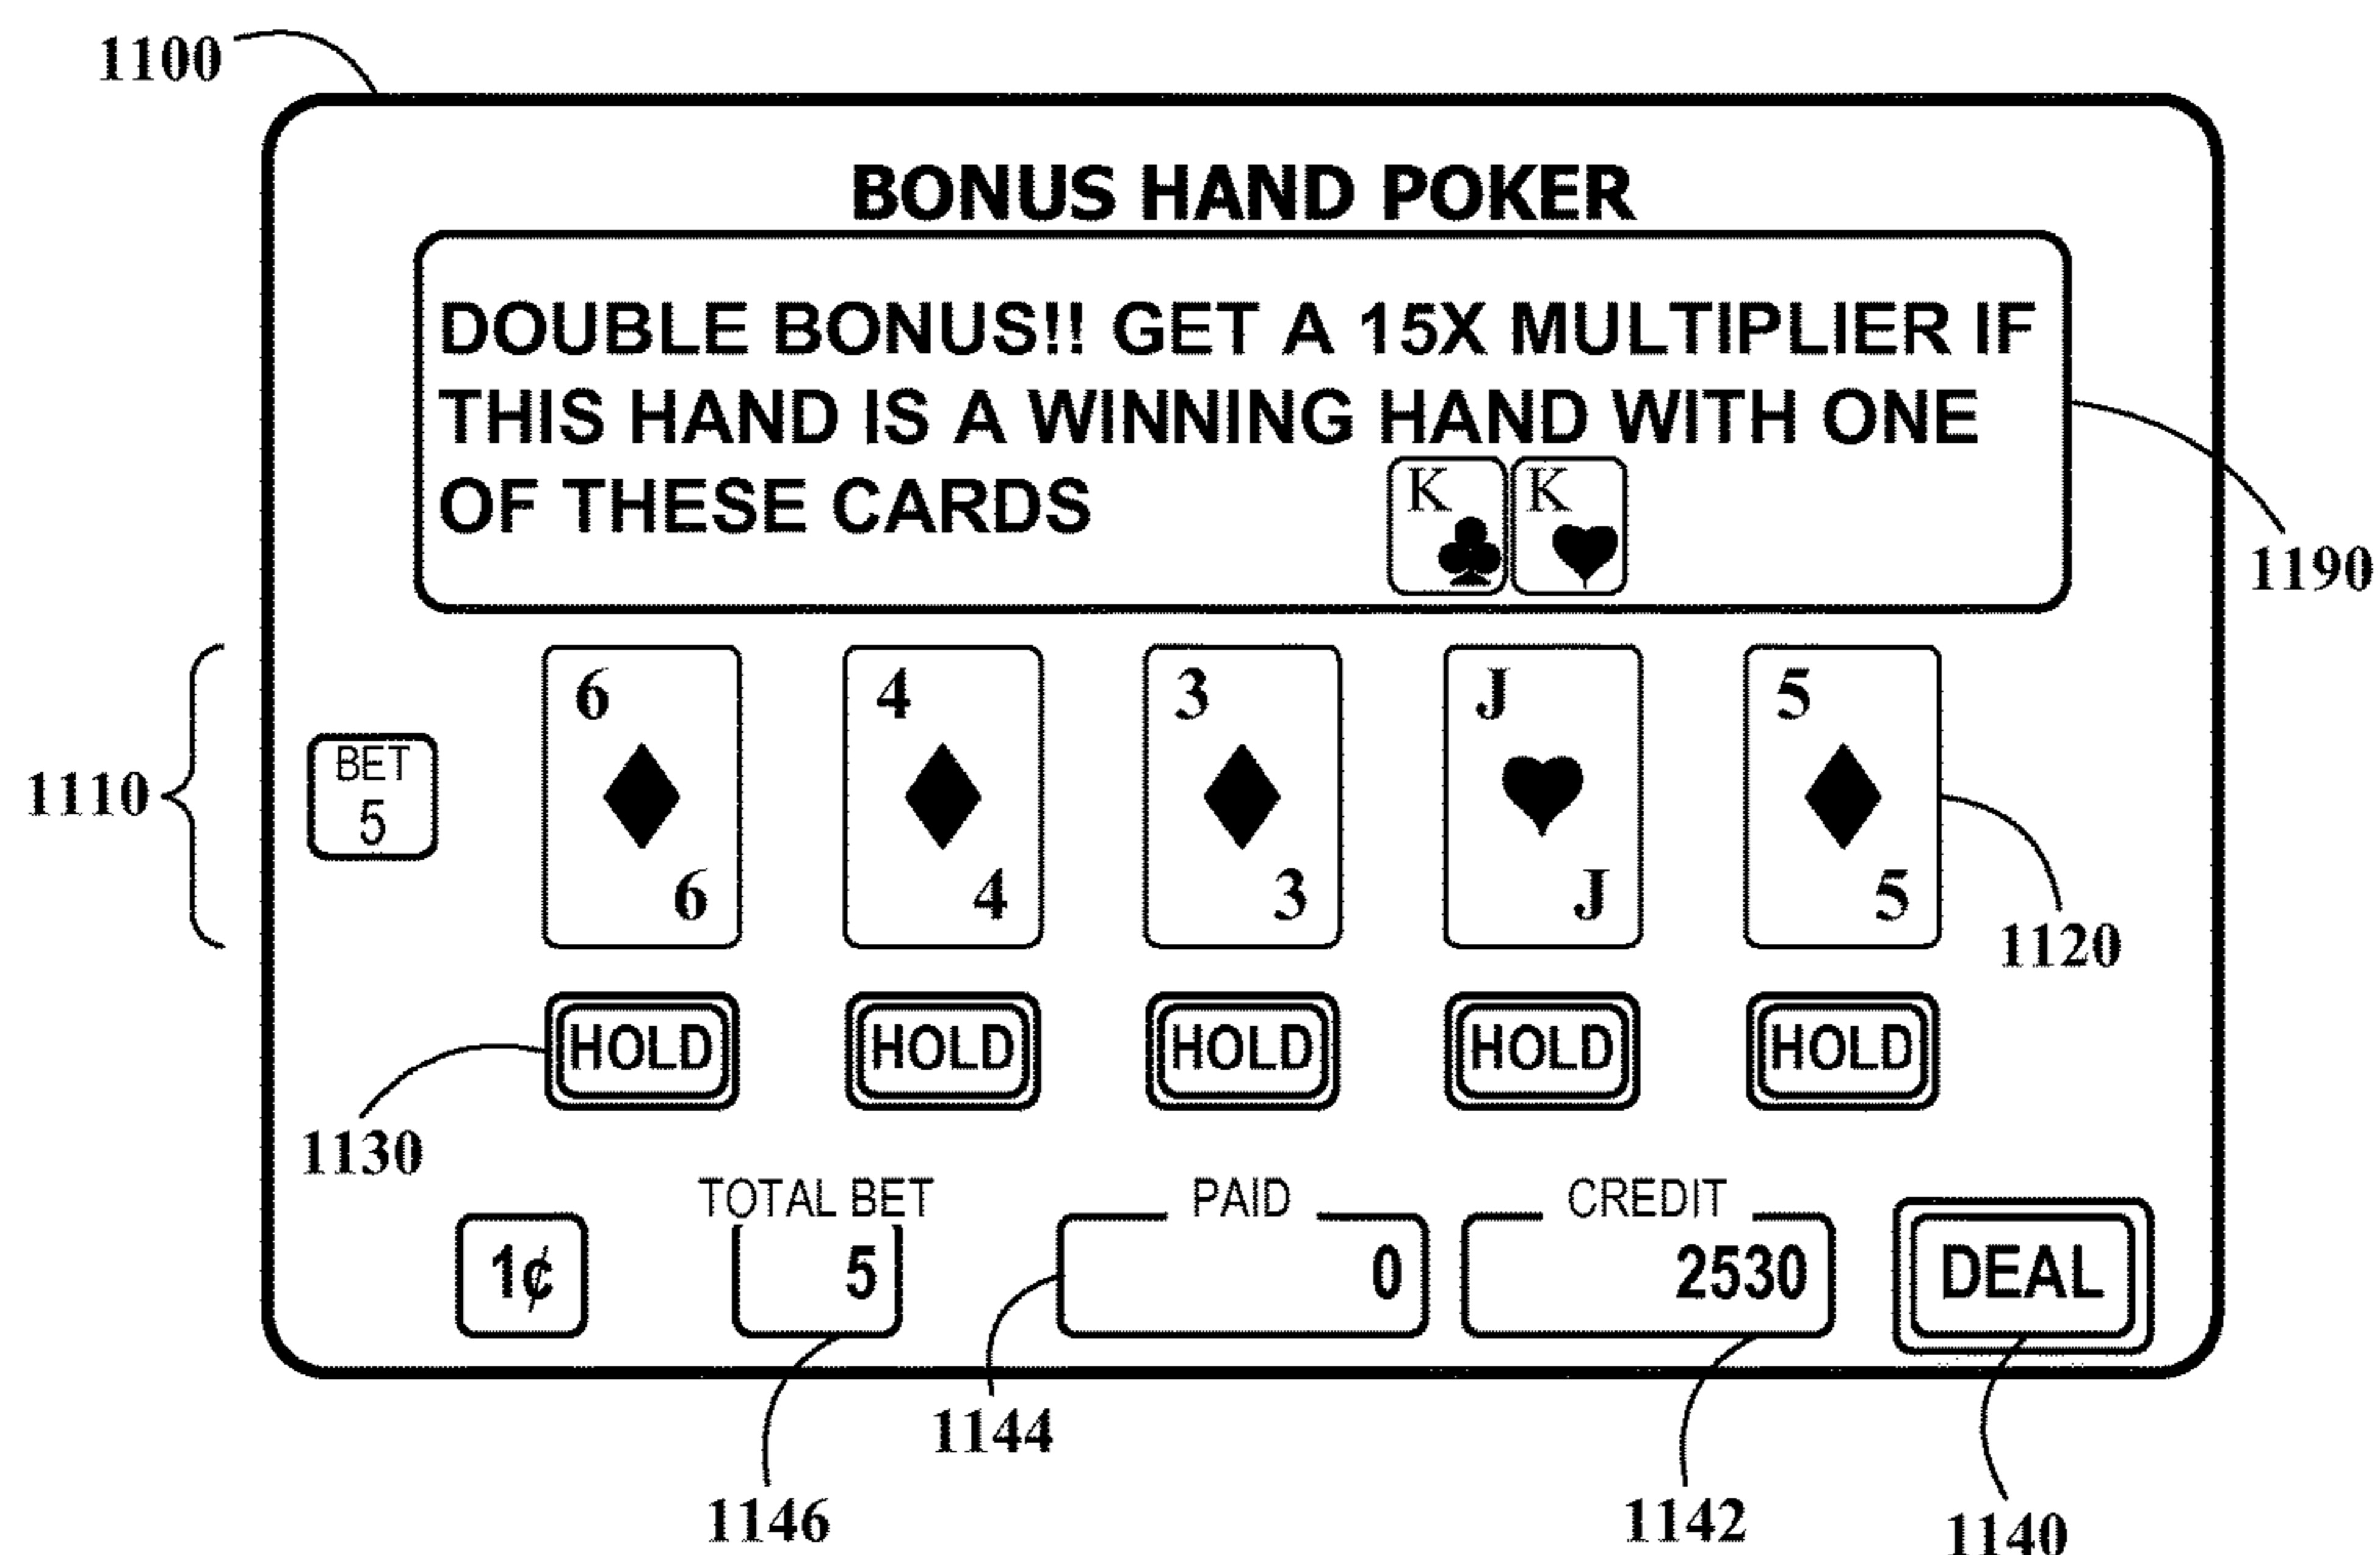 1100
BONUS HAND POKER
DOUBLE BONUS!! GET A 15X MULTIPLIER IF
THIS HAND IS A WINNING HAND WITH ONE
OF THESE CARDS K K
1190
6 4 3 J 5
BET
5
1110
6 4 3 J 5
1120
HOLD HOLD HOLD HOLD HOLD
1130
TOTAL BET PAID CREDIT
1¢ 5 0 2530 DEAL
1144
1146 1142 1140